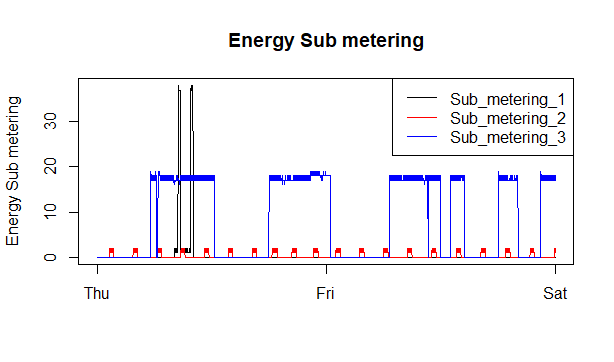 Energy Sub metering
Energy Sub metering
30
20
10
0
Sub_metering_1
Sub_metering_2
Sub_metering_3
Thu
Fri
Sat